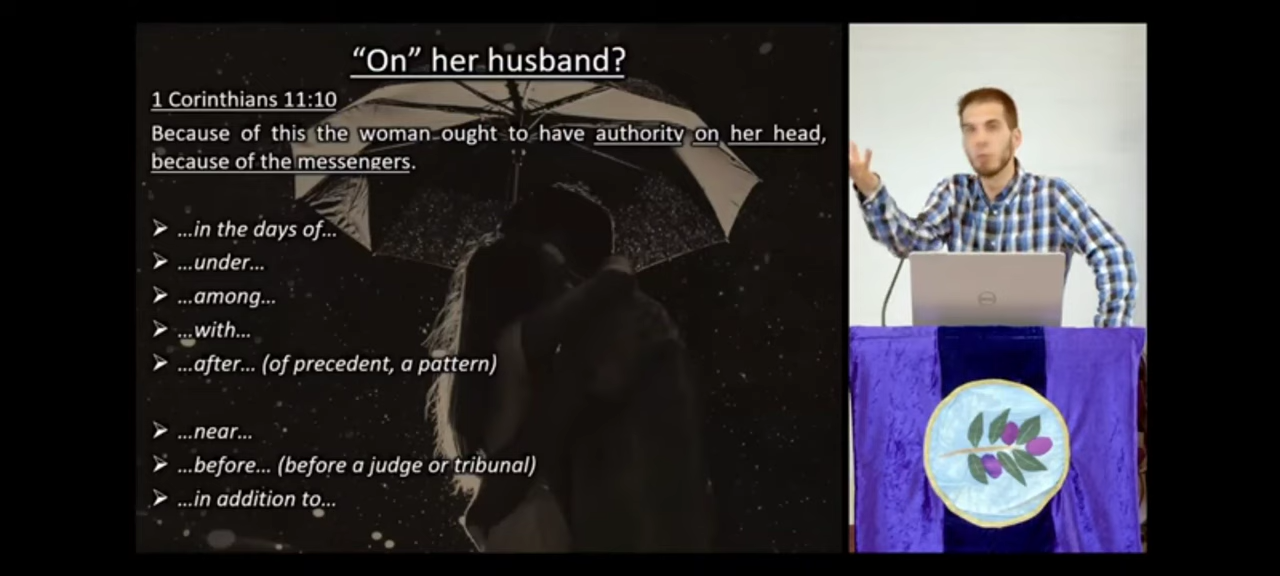 “On” her husband?
1 Corinthians 11:10
Because of this the woman ought to have authority on her head,
because of the messengers.
➢ ...in the days of...
➢ ...under...
➢ ...among...
➢ ...with...
➢ ...after... (of precedent, a pattern)
➢ ...near...
➢ ...before... (before a judge or tribunal)
➢ ...in addition to...
DELL